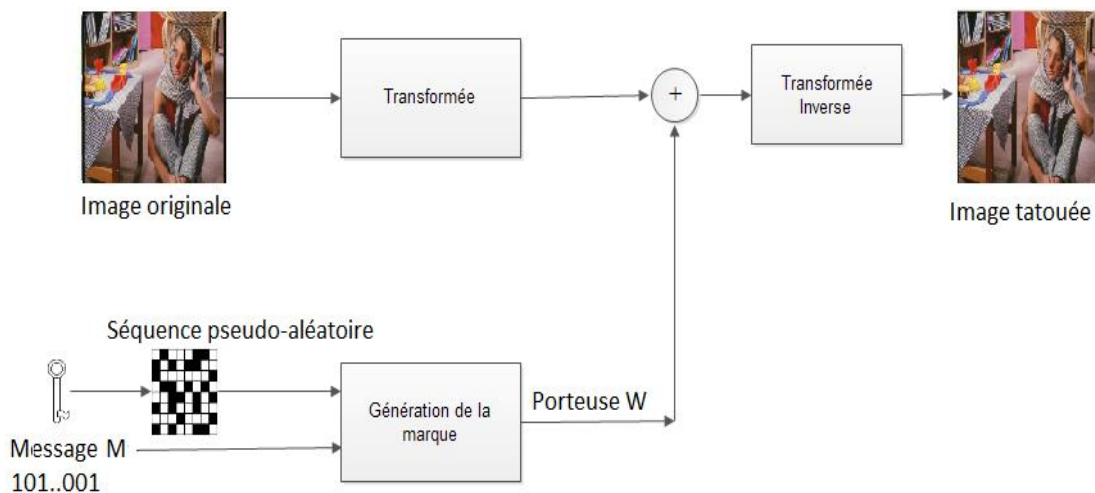 Transformée
+
Transformée
Inverse
Image originale
Image tatouée
Séquence pseudo-aléatoire
Génération de la
marque
Porteuse W
Message M
101..001